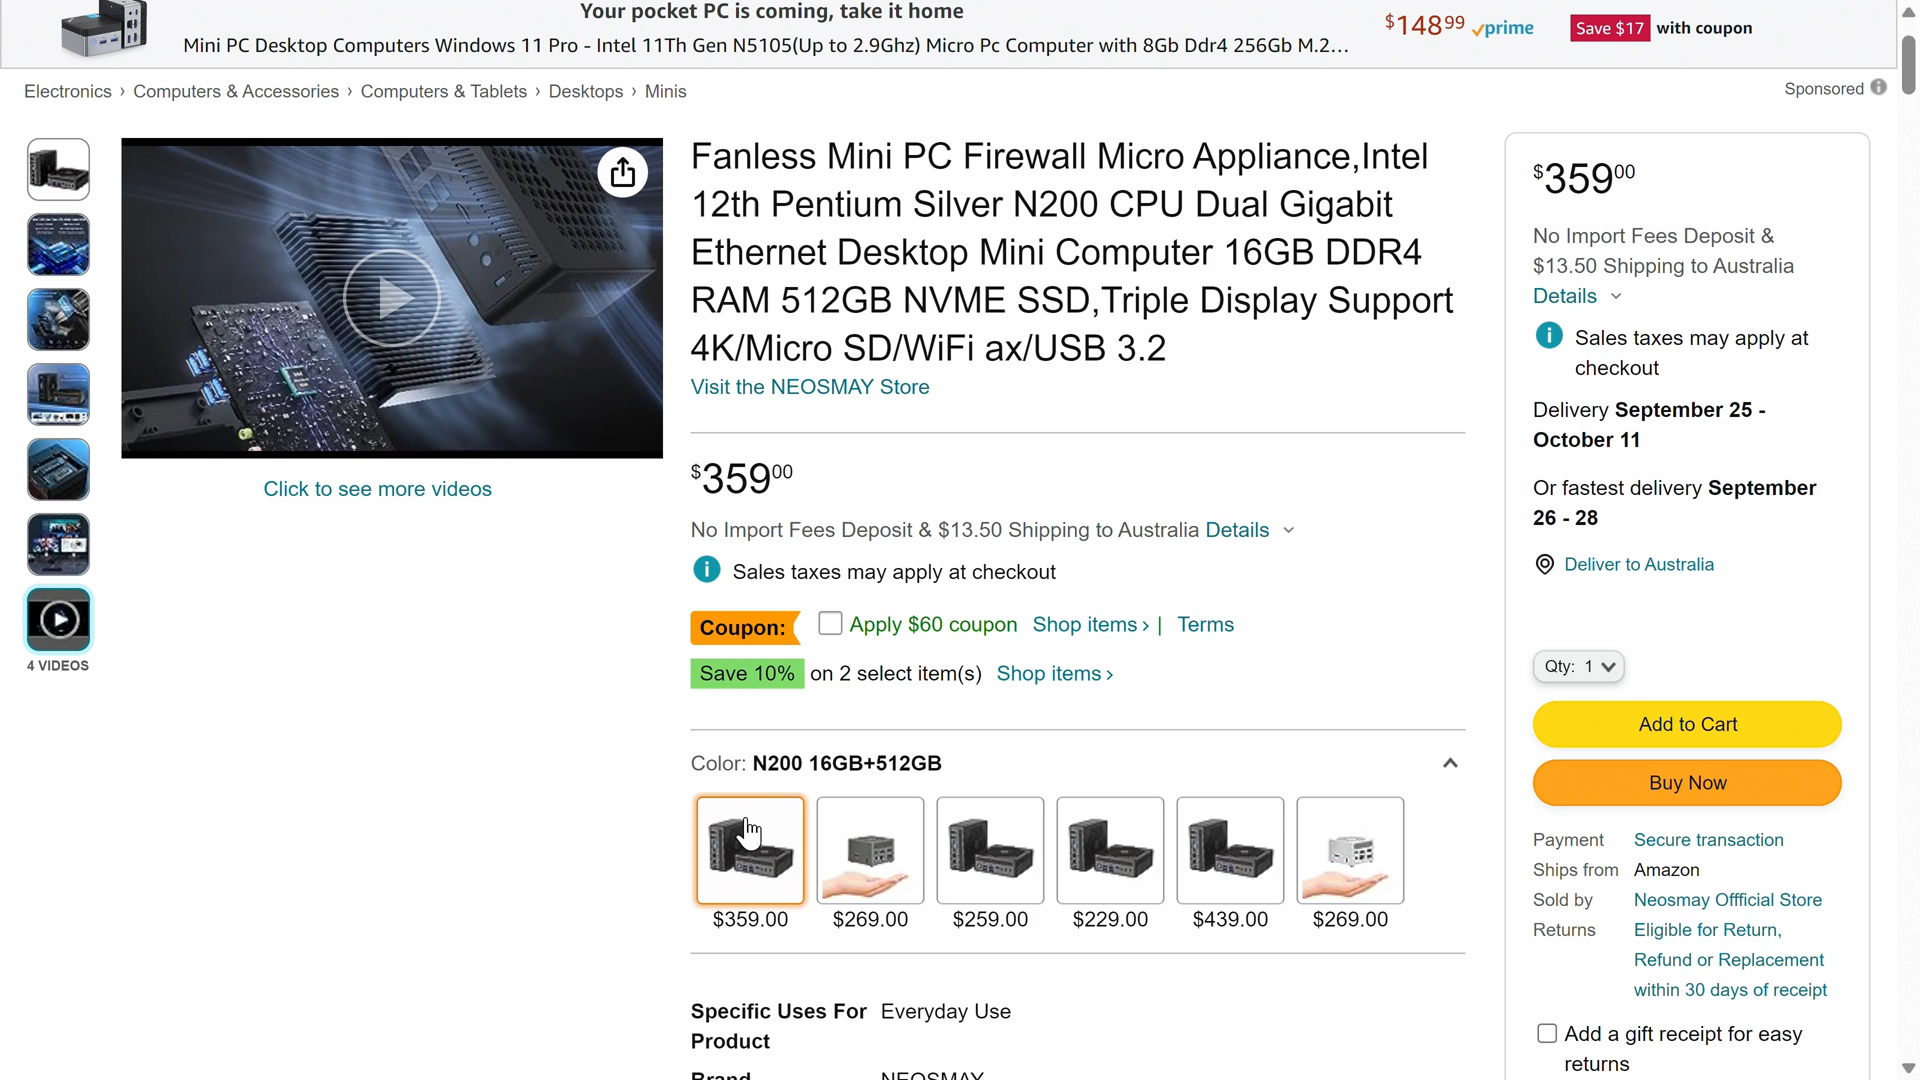 Your pocket PC is coming, take it home
Mini PC Desktop Computers Windows 11 Pro - Intel 11Th Gen N5105(Up to 2.9Ghz) Micro Pc Computer with 8Gb Ddr4 256Gb M.2...
$148 99 prime
Save $17 with coupon
Electronics › Computers & Accessories › Computers & Tablets › Desktops › Minis
Sponsored
4 VIDEOS
Click to see more videos
Fanless Mini PC Firewall Micro Appliance,Intel
12th Pentium Silver N200 CPU Dual Gigabit
Ethernet Desktop Mini Computer 16GB DDR4
RAM 512GB NVME SSD,Triple Display Support
4K/Micro SD/WiFi ax/USB 3.2
Visit the NEOSMAY Store
$359 00
No Import Fees Deposit & $13.50 Shipping to Australia Details
Sales taxes may apply at checkout
Coupon: Apply $60 coupon Shop items › | Terms
Save 10% on 2 select item(s) Shop items ›
Color: N200 16GB+512GB
$359.00 $269.00 $259.00 $229.00 $439.00 $269.00
Specific Uses For Everyday Use
Product
Brand NEOSMAY
$359 00
No Import Fees Deposit &
$13.50 Shipping to Australia
Details
Sales taxes may apply at
checkout
Delivery September 25 -
October 11
Or fastest delivery September
26 - 28
Deliver to Australia
Qty: 1
Add to Cart
Buy Now
Payment Secure transaction
Ships from Amazon
Sold by Neosmay Offficial Store
Returns Eligible for Return,
Refund or Replacement
within 30 days of receipt
Add a gift receipt for easy
returns